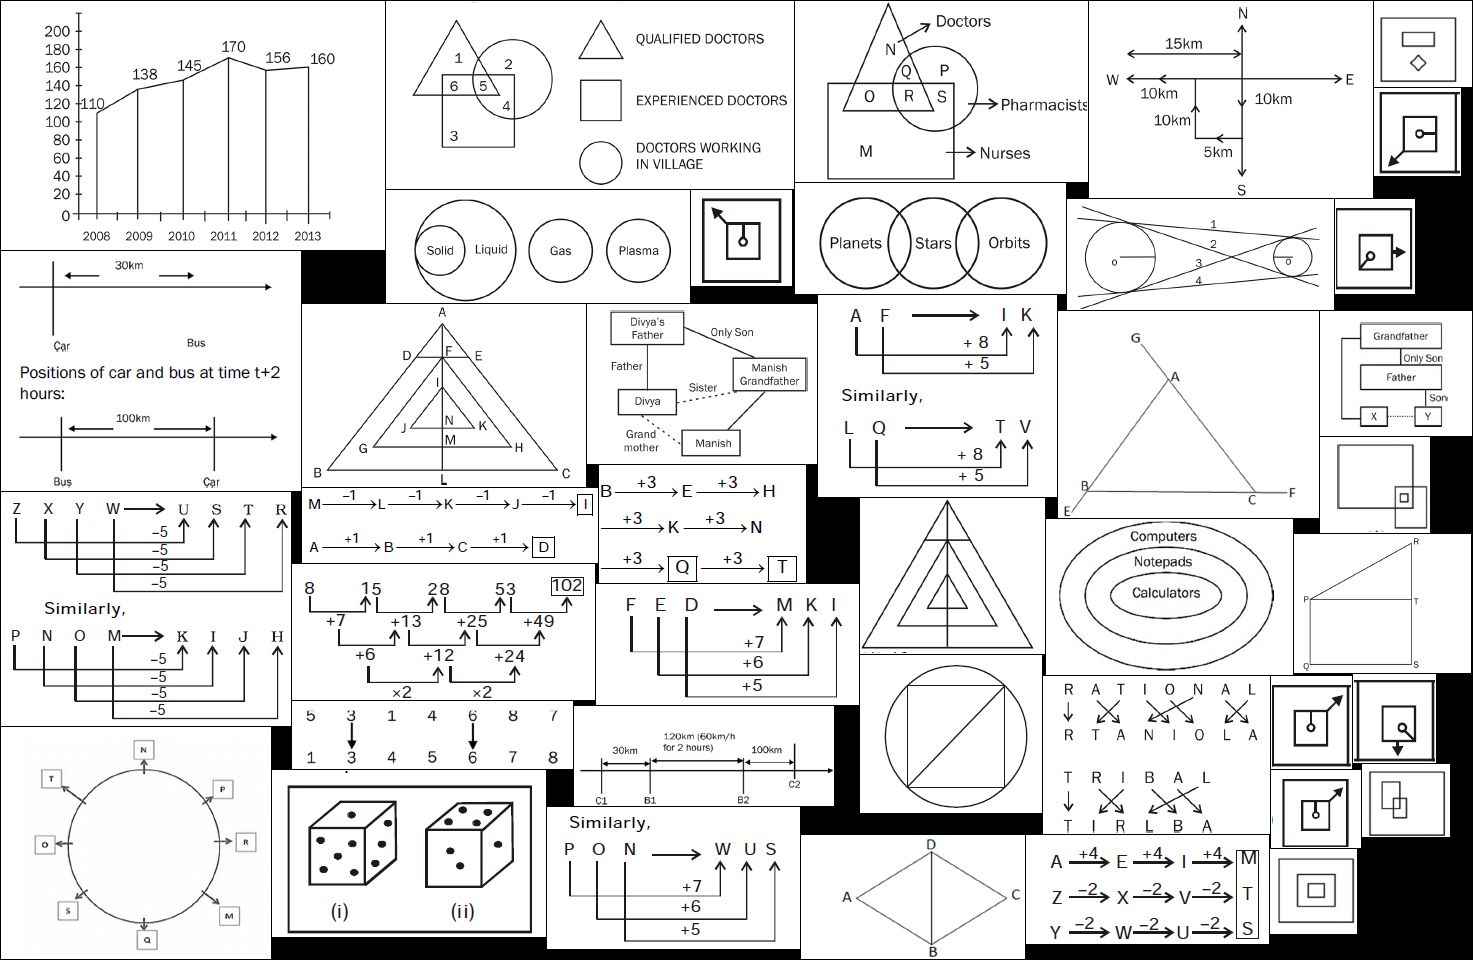 200
180
160
140
120
100
80
60
40
20
0
110
138
145
170
156
160
2008 2009 2010 2011 2012 2013
1
2
6 5
4
3
QUALIFIED DOCTORS
EXPERIENCED DOCTORS
DOCTORS WORKING
IN VILLAGE
Doctors
N
Q P
O R S
Pharmacists
M
Nurses
N
15km
W E
10km 10km
10km
5km
S
Solid Liquid Gas Plasma
Planets Stars Orbits
1
2
3
4
o o
30km
Car
Bus
Positions of car and bus at time t+2
hours:
100km
Bus Car
A
D F E
I
J N K
G M H
B L C
Divya's
Father
Only Son
Father
Manish
Grandfather
Sister
Divya
Grand
mother
Manish
A F I K
+ 8
+ 5
Similarly,
L Q T V
+ 8
+ 5
G
A
B C F
E
Grandfather
Only Son
Father
Son
X Y
Z X Y W U S T R
–5
–5
–5
–5
Similarly,
P N O M K I J H
–5
–5
–5
–5
–1 –1 –1 –1
M L K J I
+1 +1 +1
A B C D
+3 +3
B E H
+3 +3
K N
+3 +3
Q T
8 15 28 53 102
+7 +13 +25 +49
+6 +12 +24
×2 ×2
F E D M K I
+7
+6
+5
Computers
Notepads
Calculators
R
P T
Q S
5 3 1 4 6 8 7
1 3 4 5 6 7 8
30km
120km (60km/h
for 2 hours)
100km
C1 B1 B2 C2
R A T I O N A L
R T A N I O L A
T R I B A L
T I R L B A
N
T P
O R
S M
Q
(i) (ii)
Similarly,
P O N W U S
+7
+6
+5
D
A C
B
A +4 E +4 I +4 M
Z –2 X –2 V –2 T
Y –2 W –2 U –2 S